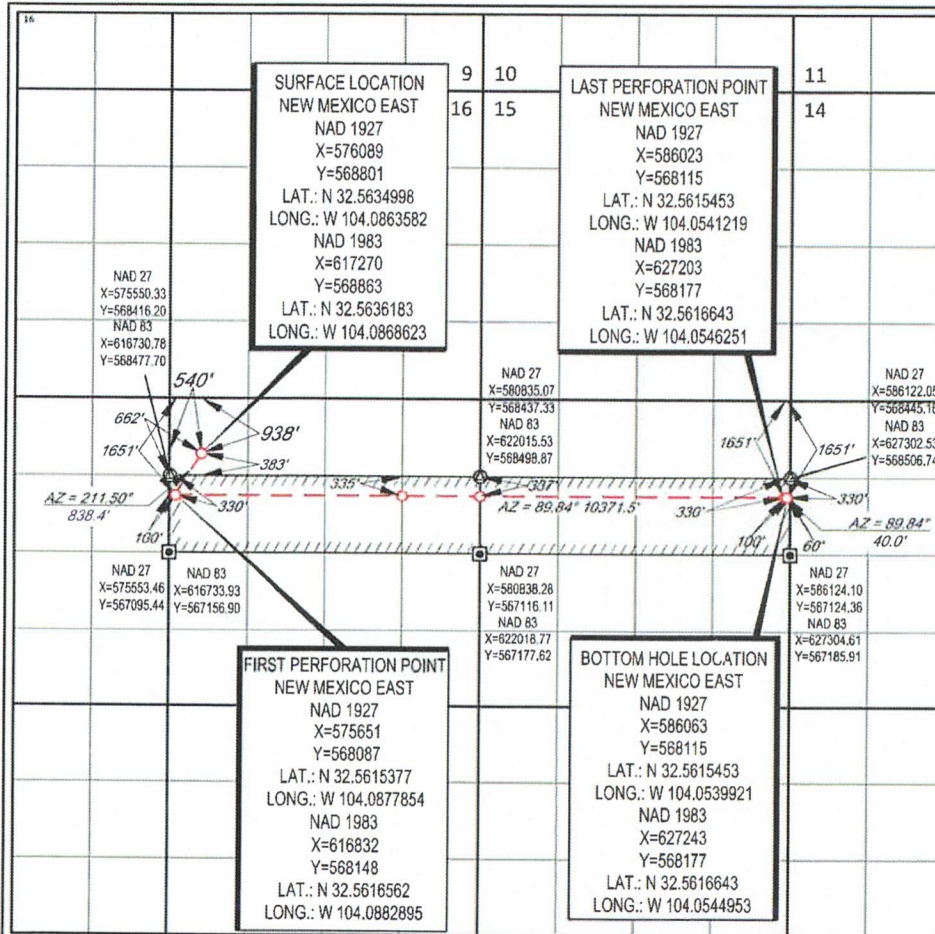 16
9 10
16 15
11
14
SURFACE LOCATION
NEW MEXICO EAST
NAD 1927
X=576089
Y=568801
LAT.: N 32.5634998
LONG.: W 104.0863582
NAD 1983
X=617270
Y=568863
LAT.: N 32.5636183
LONG.: W 104.0868623
LAST PERFORATION POINT
NEW MEXICO EAST
NAD 1927
X=586023
Y=568115
LAT.: N 32.5615453
LONG.: W 104.0541219
NAD 1983
X=627203
Y=568177
LAT.: N 32.5616643
LONG.: W 104.0546251
NAD 27
X=575550.33
Y=568416.20
NAD 83
X=616730.78
Y=568477.70
NAD 27
X=580835.07
Y=568437.33
NAD 83
X=622015.53
Y=568498.87
NAD 27
X=586122.05
Y=568445.16
NAD 83
X=627302.53
Y=568506.74
540'
662'
938'
1651'
383'
1651'
1651'
335'
337'
330'
330'
330'
AZ = 211.50°
838.4'
AZ = 89.84° 10371.5'
AZ = 89.84°
40.0'
100'
100'
60'
NAD 27
X=575553.46
Y=567095.44
NAD 83
X=616733.93
Y=567156.90
NAD 27
X=580838.28
Y=567116.11
NAD 83
X=622018.77
Y=567177.62
NAD 27
X=586124.10
Y=567124.36
NAD 83
X=627304.61
Y=567185.91
FIRST PERFORATION POINT
NEW MEXICO EAST
NAD 1927
X=575651
Y=568087
LAT.: N 32.5615377
LONG.: W 104.0877854
NAD 1983
X=616832
Y=568148
LAT.: N 32.5616562
LONG.: W 104.0882895
BOTTOM HOLE LOCATION
NEW MEXICO EAST
NAD 1927
X=586063
Y=568115
LAT.: N 32.5615453
LONG.: W 104.0539921
NAD 1983
X=627243
Y=568177
LAT.: N 32.5616643
LONG.: W 104.0544953